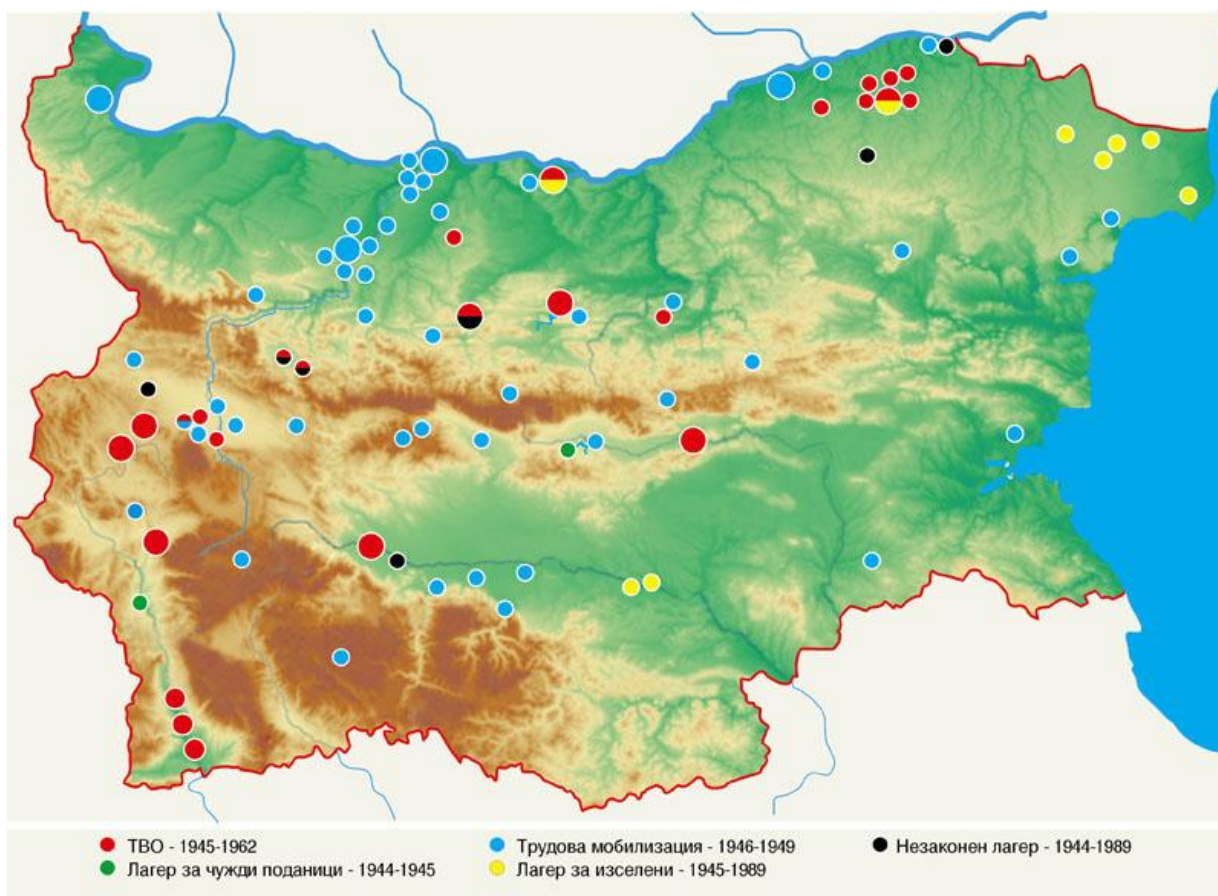 ТВО - 1945-1962
Трудова мобилизация - 1946-1949
Незаконен лагер - 1944-1989
Лагер за чужди поданици - 1944-1945
Лагер за изселени - 1945-1989